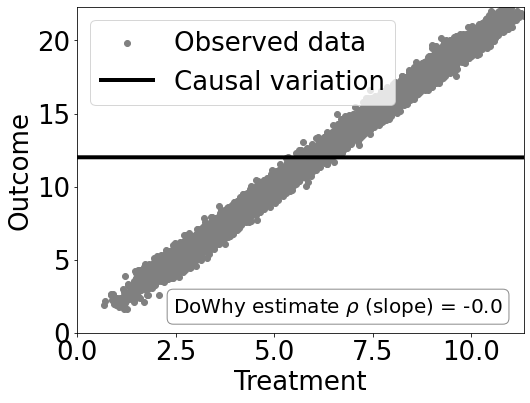 Observed data
Causal variation
20
15
10
5
0
Outcome
DoWhy estimate ρ (slope) = -0.0
0.0 2.5 5.0 7.5 10.0
Treatment